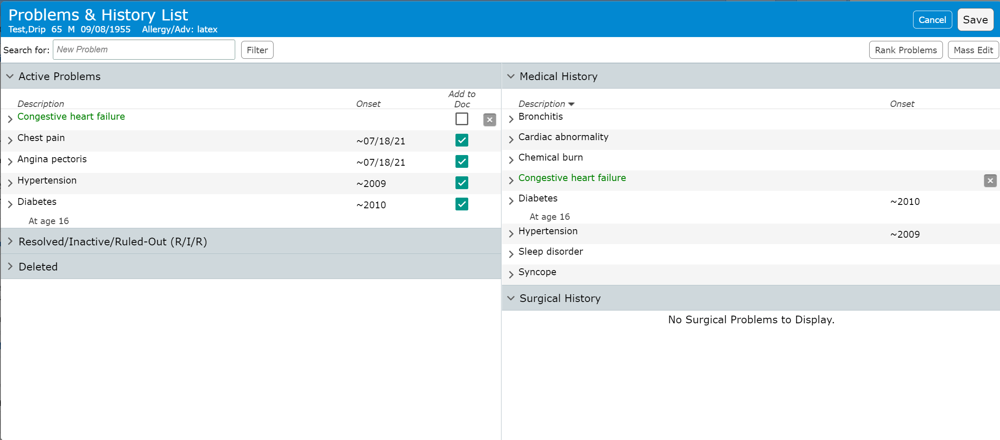 Problems & History List
Test,Drip 65 M 09/08/1955 Allergy/Adv: latex
Cancel
Save
Search for:
New Problem
Filter
Rank Problems
Mass Edit
Active Problems
Description Onset Add to Doc
Congestive heart failure
Chest pain ~07/18/21
Angina pectoris ~07/18/21
Hypertension ~2009
Diabetes ~2010
At age 16
Resolved/Inactive/Ruled-Out (R/I/R)
Deleted
Medical History
Description Onset
Bronchitis
Cardiac abnormality
Chemical burn
Congestive heart failure
Diabetes ~2010
At age 16
Hypertension ~2009
Sleep disorder
Syncope
Surgical History
No Surgical Problems to Display.